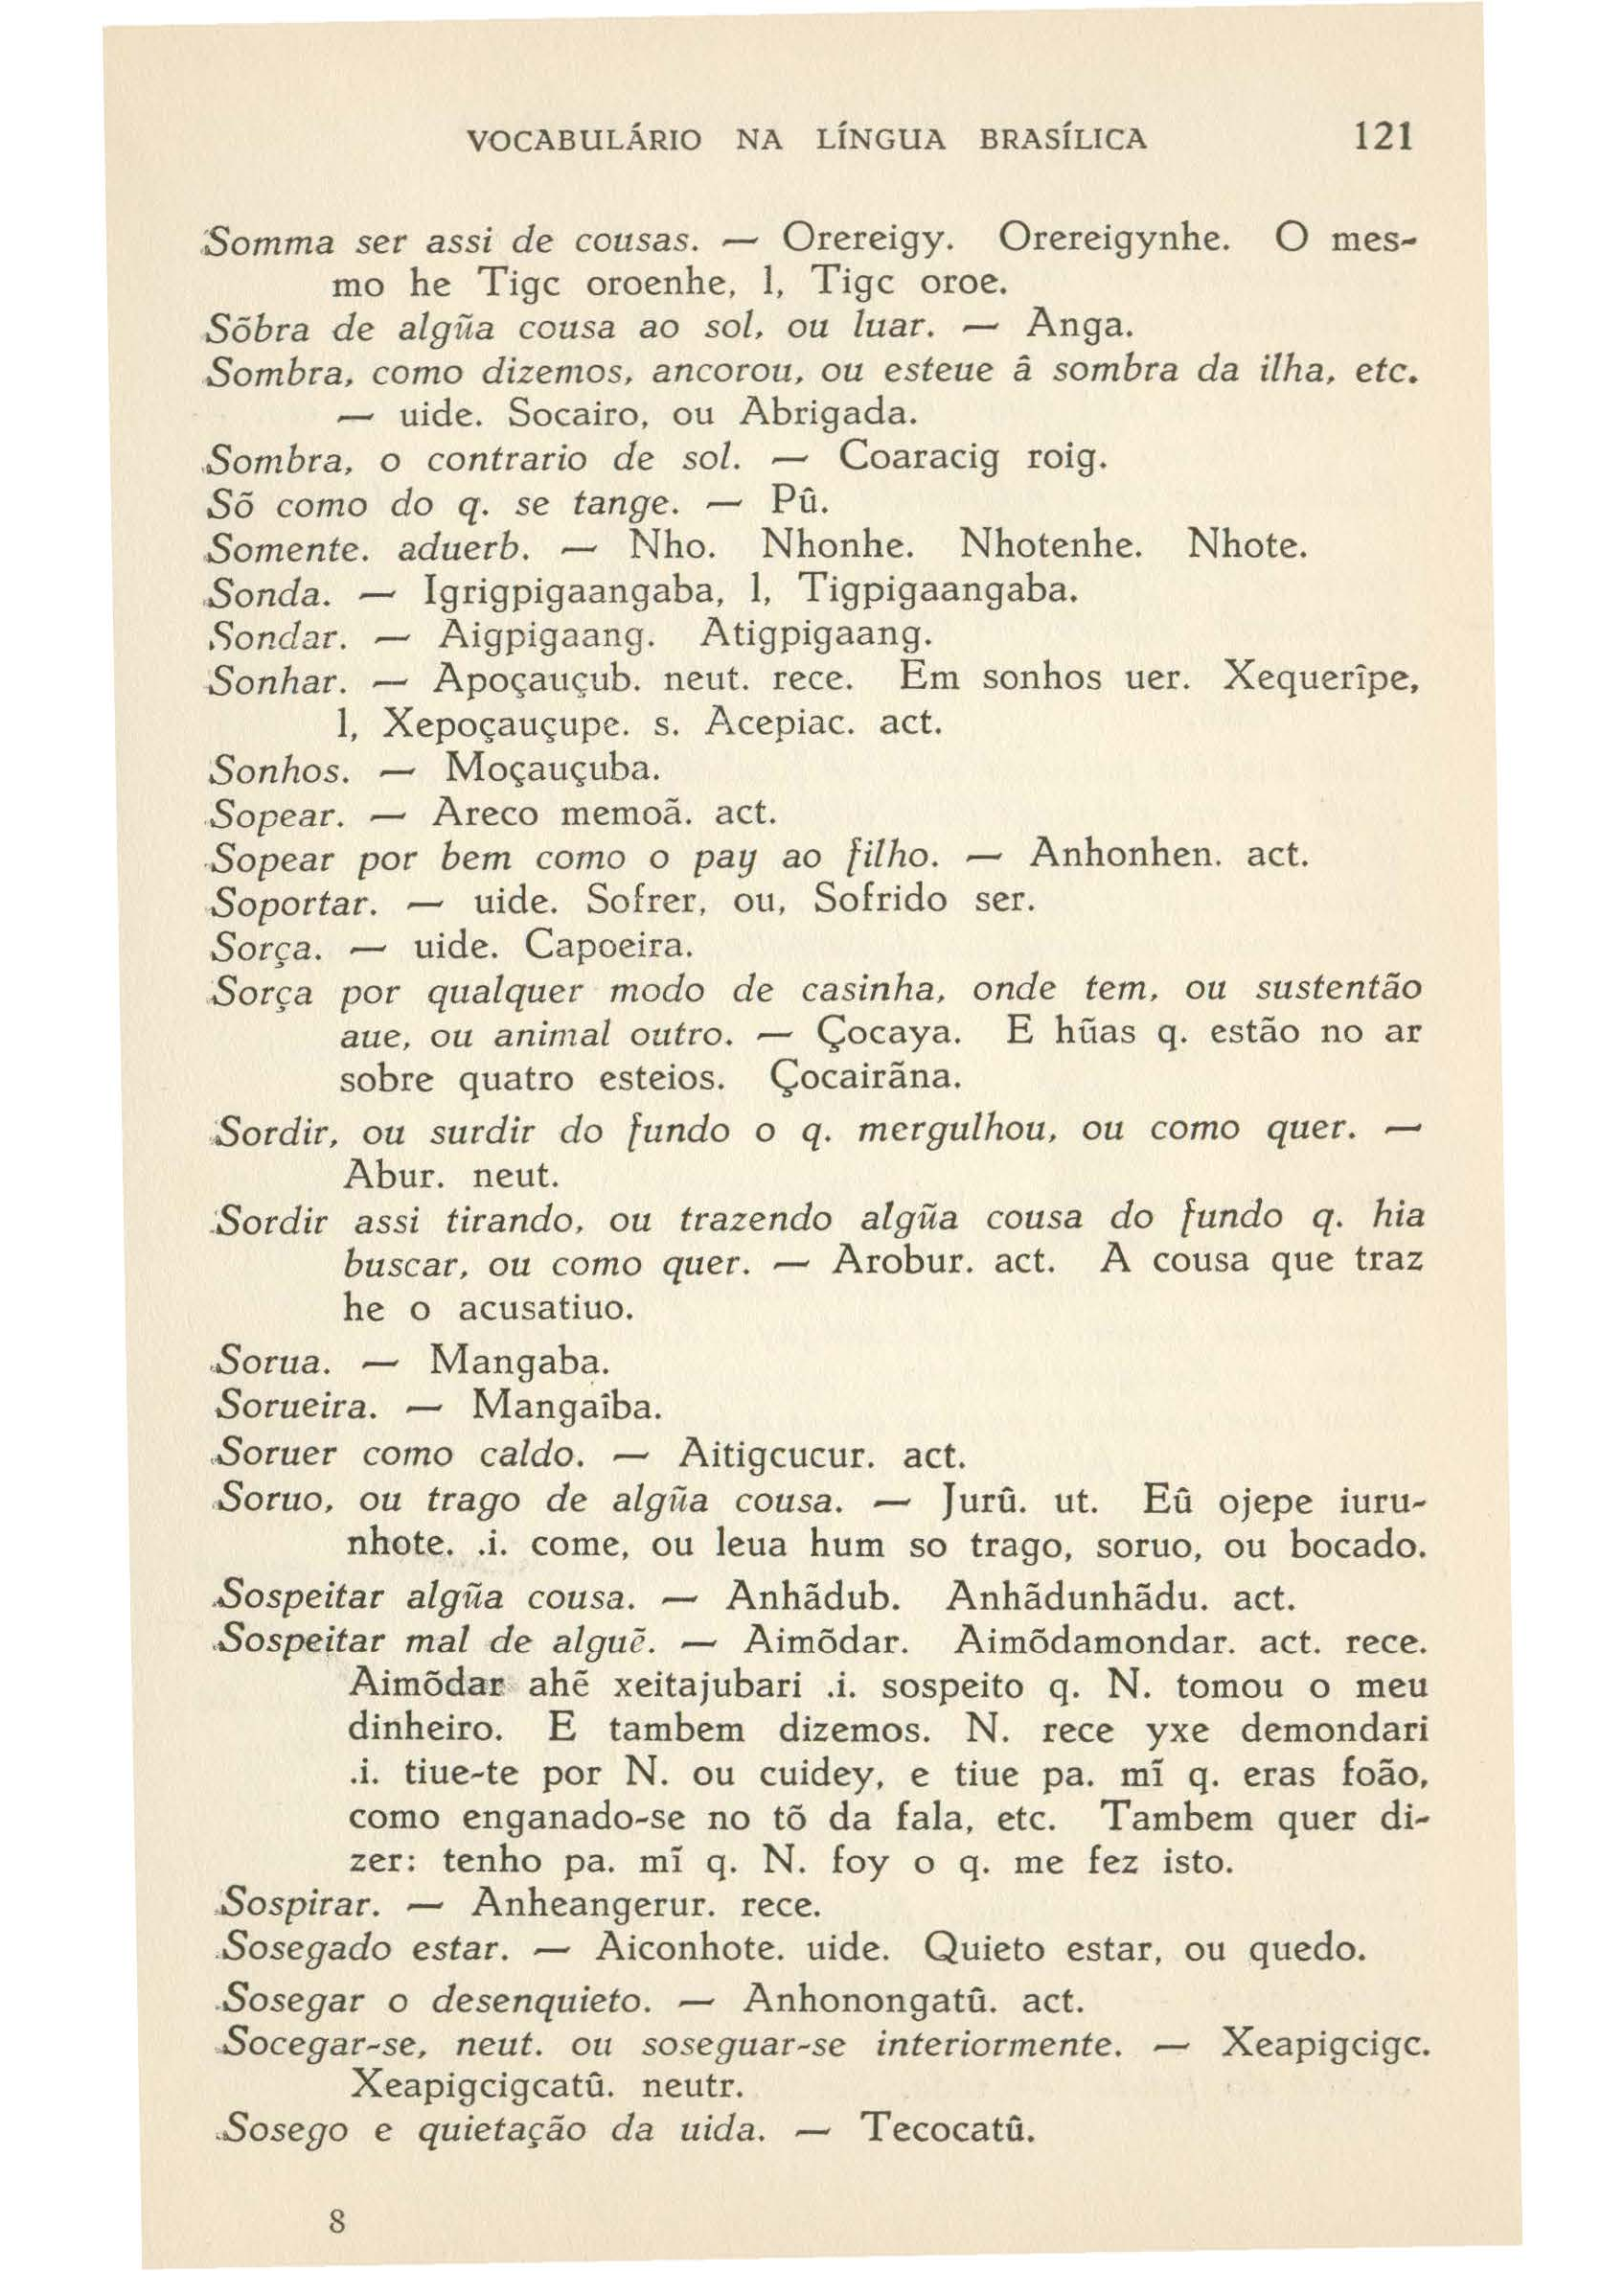 VOCABULÁRIO NA LÍNGUA BRASÍLICA 121
Somma ser assi de cousas. — Orereigy. Orereigynhe. O mes-
mo he Tigc oroenhe, l, Tigc oroe.
Sõbra de algũa cousa ao sol, ou luar. — Anga.
Sombra, como dizemos, ancorou, ou esteue â sombra da ilha, etc.
— uide. Socairo, ou Abrigada.
Sombra, o contrario de sol. — Coaracig roig.
Sõ como do q. se tange. — Pû.
Somente. aduerb. — Nho. Nhonhe. Nhotenhe. Nhote.
Sonda. — Igrigpigaangaba, l, Tigpigaangaba.
Sondar. — Aigpigaang. Atigpigaang.
Sonhar. — Apoçauçub. neut. rece. Em sonhos uer. Xequerîpe,
l, Xepoçauçupe. s. Acepiac. act.
Sonhos. — Moçauçuba.
Sopear. — Areco memoã. act.
Sopear por bem como o pay ao filho. — Anhonhen. act.
Soportar. — uide. Sofrer, ou, Sofrido ser.
Sorça. — uide. Capoeira.
Sorça por qualquer modo de casinha, onde tem, ou sustentão
aue, ou animal outro. — Çocaya. E hũas q. estão no ar
sobre quatro esteios. Çocairãna.
Sordir, ou surdir do fundo o q. mergulhou, ou como quer. —
Abur. neut.
Sordir assi tirando, ou trazendo algũa cousa do fundo q. hia
buscar, ou como quer. — Arobur. act. A cousa que traz
he o acusatiuo.
Sorua. — Mangaba.
Sorueira. — Mangaîba.
Soruer como caldo. — Aitigcucur. act.
Soruo, ou trago de algũa cousa. — Jurû. ut. Eû ojepe iuru-
nhote. .i. come, ou leua hum so trago, soruo, ou bocado.
Sospeitar algũa cousa. — Anhãdub. Anhãdunhãdu. act.
Sospeitar mal de alguẽ. — Aimõdar. Aimõdamondar. act. rece.
Aimõdar ahẽ xeitajubari .i. sospeito q. N. tomou o meu
dinheiro. E tambem dizemos. N. rece yxe demondari
.i. tiue-te por N. ou cuidey, e tiue pa. mĩ q. eras foão,
como enganado-se no tõ da fala, etc. Tambem quer di-
zer: tenho pa. mĩ q. N. foy o q. me fez isto.
Sospirar. — Anheangerur. rece.
Sosegado estar. — Aiconhote. uide. Quieto estar, ou quedo.
Sosegar o desenquieto. — Anhonongatû. act.
Socegar-se, neut. ou soseguar-se interiormente. — Xeapigcigc.
Xeapigcigcatû. neutr.
Sosego e quietação da uida. — Tecocatû.
8